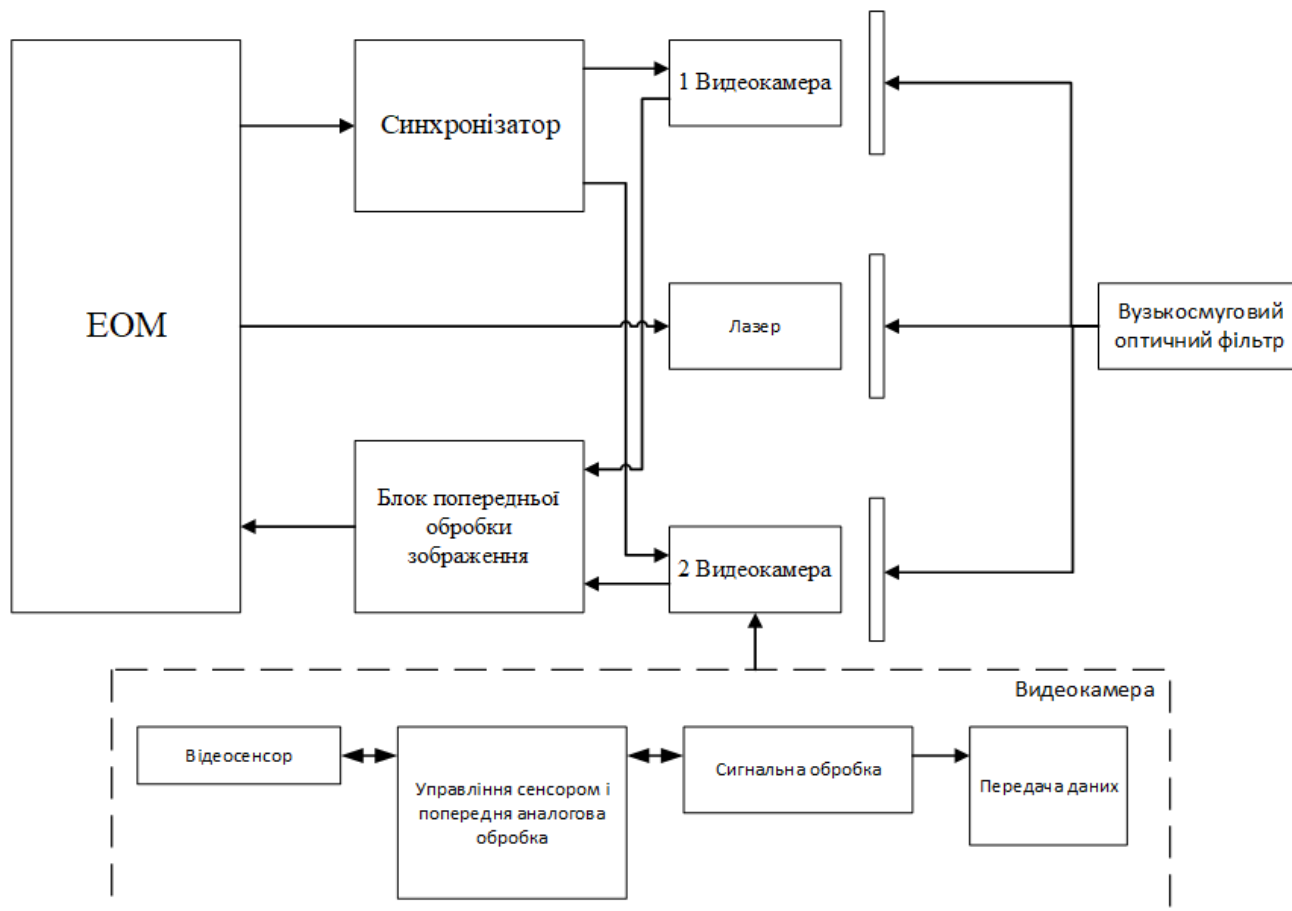 ЕОМ
Синхронізатор
1 Видеокамера
Лазер
Вузькосмуговий
оптичний фільтр
Блок попередньої
обробки
зображення
2 Видеокамера
Видеокамера
Відеосенсор
Управління сенсором і
попередня аналогова
обробка
Сигнальна обробка
Передача даних